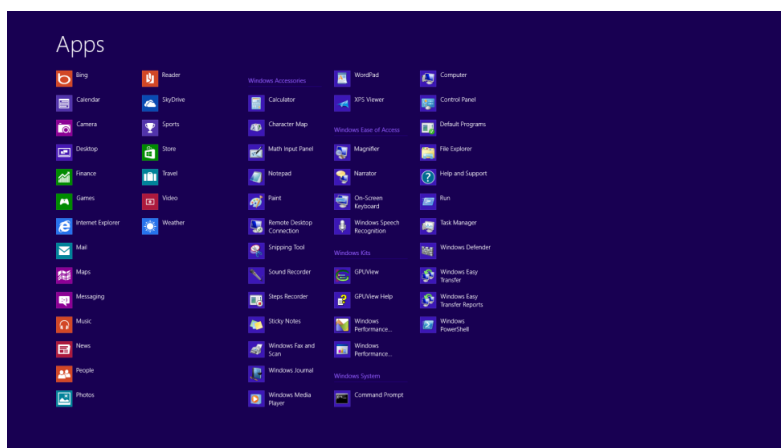 Apps
Bing
Calendar
Camera
Desktop
Finance
Games
Internet Explorer
Mail
Maps
Messaging
Music
News
People
Photos
Reader
SkyDrive
Sports
Store
Travel
Video
Weather
Windows Accessories
Calculator
Character Map
Math Input Panel
Notepad
Paint
Remote Desktop
Connection
Snipping Tool
Sound Recorder
Steps Recorder
Sticky Notes
Windows Fax and
Scan
Windows Journal
Windows Media
Player
WordPad
XPS Viewer
Windows Ease of Access
Magnifier
Narrator
On-Screen
Keyboard
Windows Speech
Recognition
Windows Kits
GPUView
GPUView Help
Windows
Performance...
Windows
Performance...
Windows System
Command Prompt
Computer
Control Panel
Default Programs
File Explorer
Help and Support
Run
Task Manager
Windows Defender
Windows Easy
Transfer
Windows Easy
Transfer Reports
Windows
PowerShell